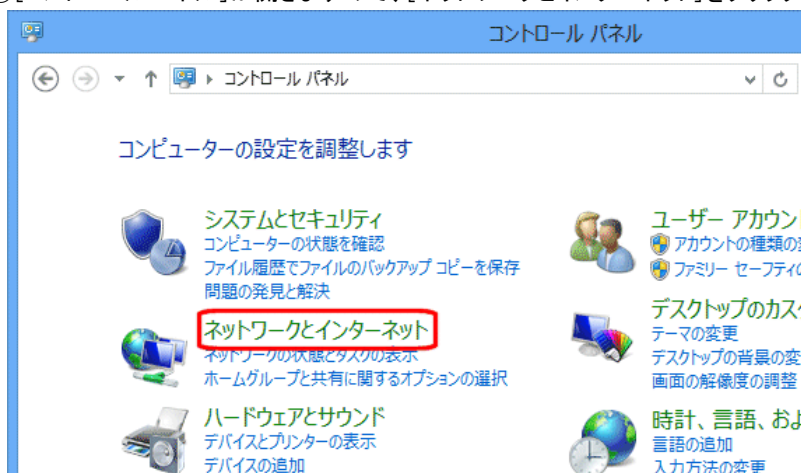 コントロール パネル
コントロール パネル
コンピューターの設定を調整します
システムとセキュリティ
コンピューターの状態を確認
ファイル履歴でファイルのバックアップ コピーを保存
問題の発見と解決
ネットワークとインターネット
ネットワークの状態とタスクの表示
ホームグループと共有に関するオプションの選択
ハードウェアとサウンド
デバイスとプリンターの表示
デバイスの追加
ユーザー アカウン
アカウントの種類の
ファミリー セーフティ
デスクトップのカス
テーマの変更
デスクトップの背景の変
画面の解像度の調整
時計、言語、およ
言語の追加
入力方法の変更